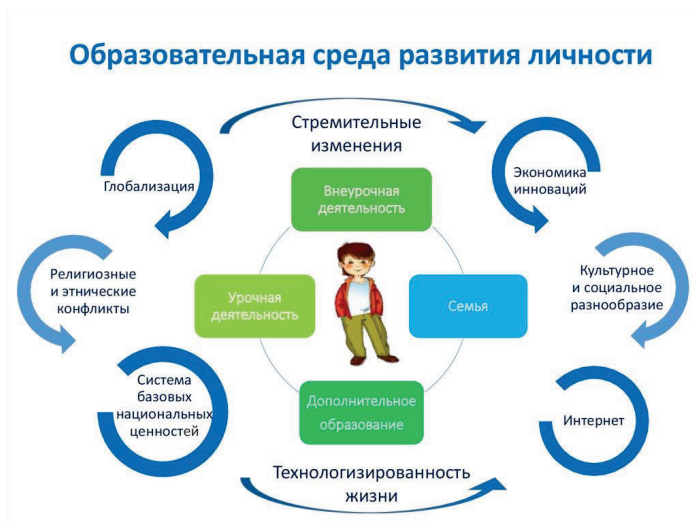 Образовательная среда развития личности
Стремительные
изменения
Глобализация
Экономика
инноваций
Внеурочная
деятельность
Религиозные
и этнические
конфликты
Урочная
деятельность
Семья
Культурное
и социальное
разнообразие
Система
базовых
национальных
ценностей
Дополнительное
образование
Интернет
Технологизированность
жизни